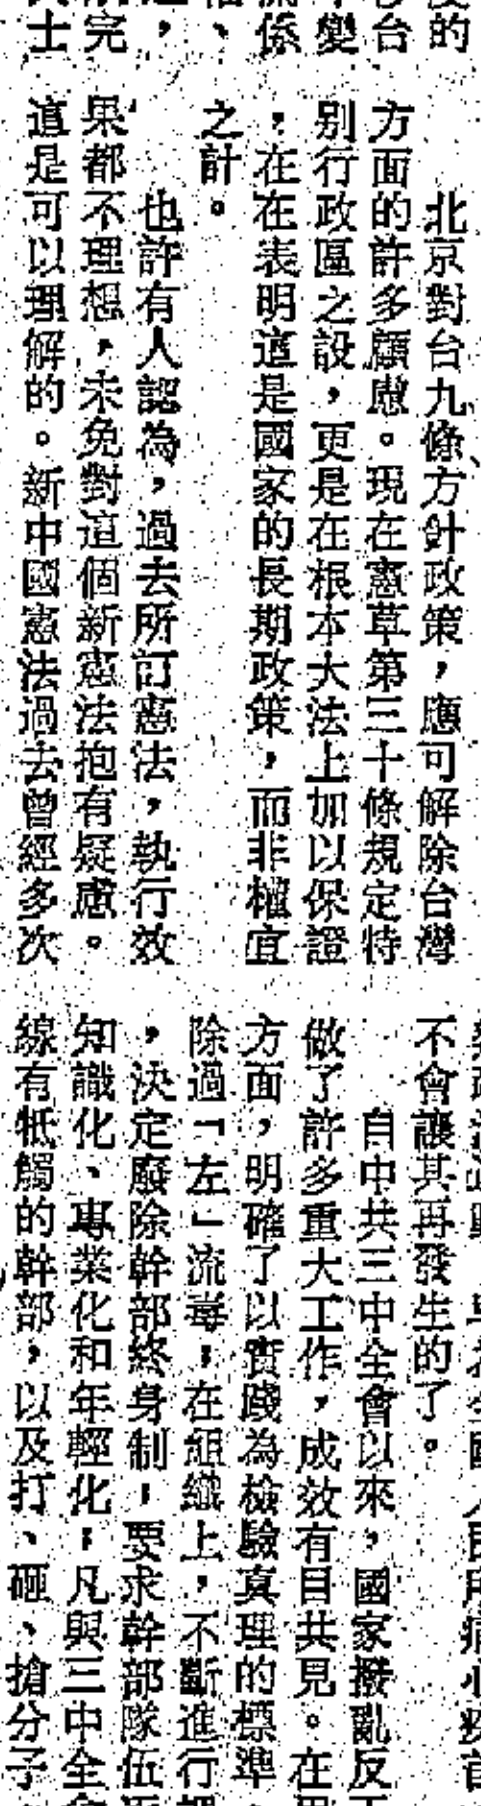 的
台
變
係
、
，
完
士
北京對台九條方針政策，應可解除台灣
方面的許多顧慮。現在憲草第三十條規定特
别行政區之設，更是在根本大法上加以保證
，在在表明這是國家的長期政策，而非權宜
之計。
也許有人認為，過去所訂憲法，執行效
果都不理想，未免對這個新憲法抱有疑慮。
這是可以理解的。新中國憲法過去曾經多次
不會讓其再發生的了。
自中共三中全會以來，國家撥亂反
做了許多重大工作，成效有目共見。在
方面，明確了以實踐為檢驗真理的標準，
除過「左」流毒；在組織上，不斷進行
，決定廢除幹部終身制；要求幹部隊伍
知識化、專業化和年輕化；凡與三中全
線有牴觸的幹部，以及打、砸、搶分子